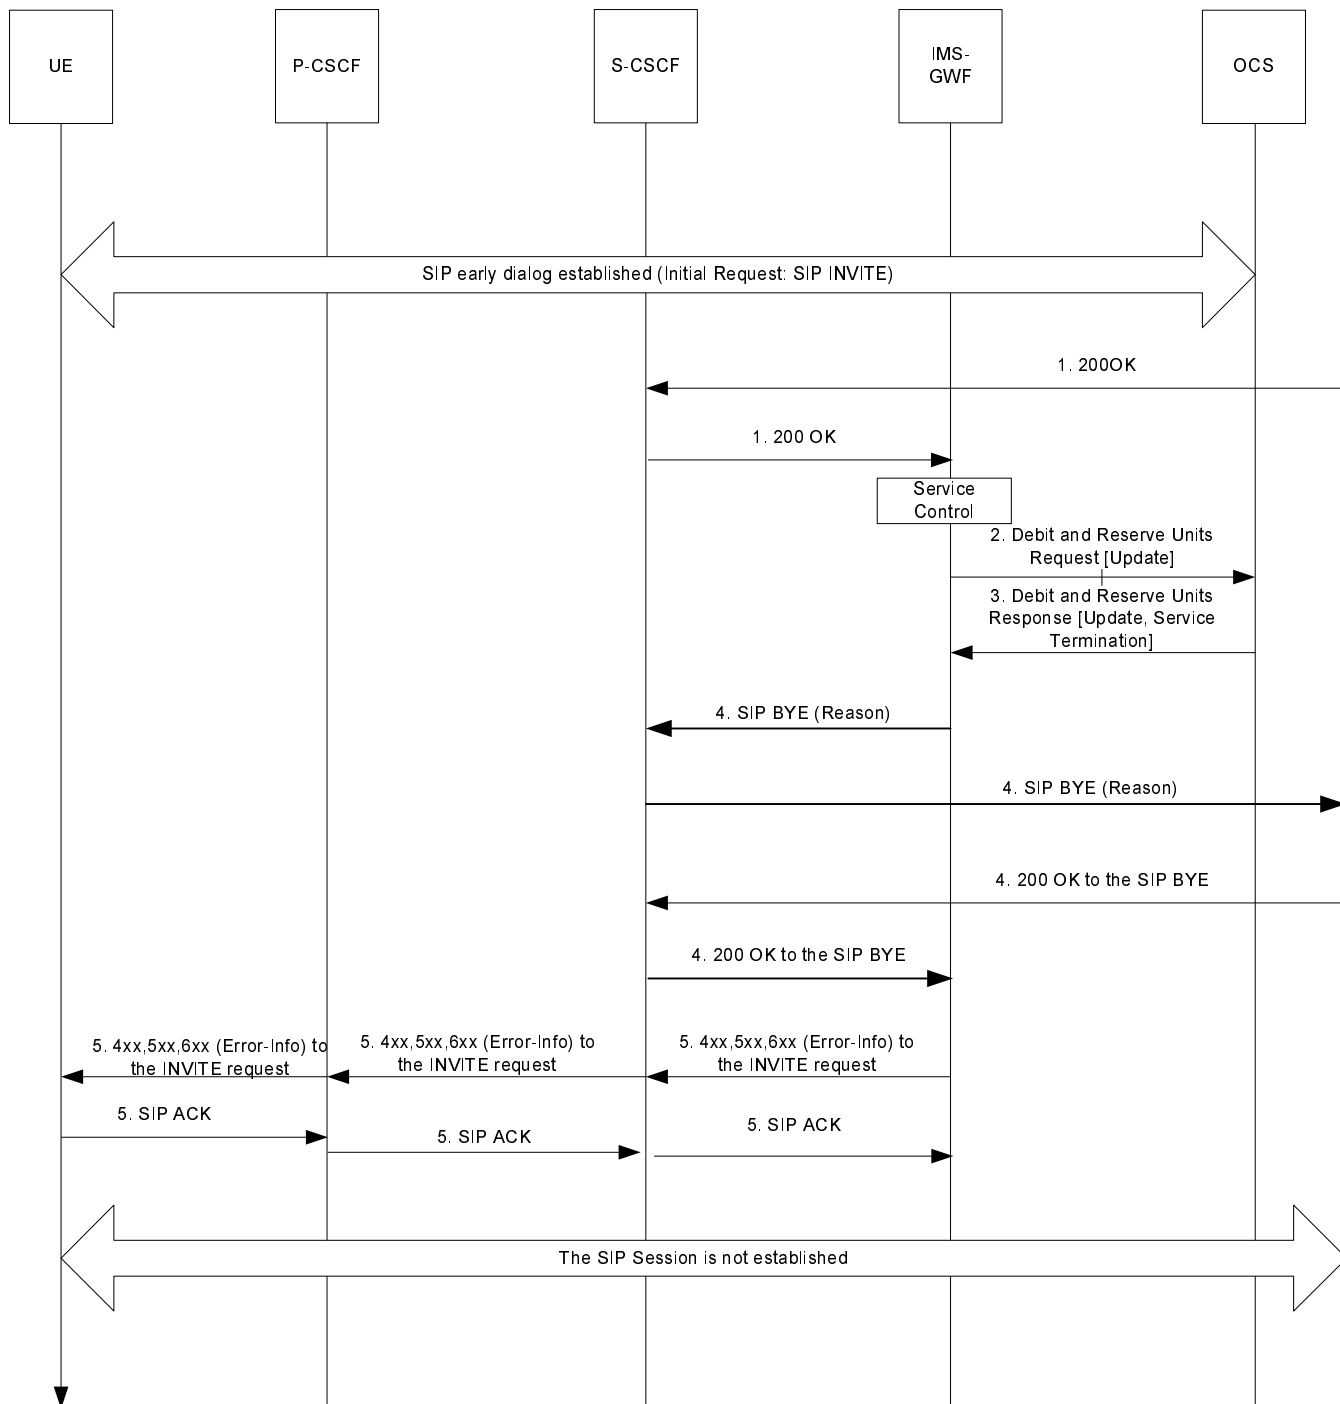 UE
P-CSCF
S-CSCF
IMS-
GWF
OCS
SIP early dialog established (Initial Request: SIP INVITE)
1. 200OK
1. 200 OK
Service
Control
2. Debit and Reserve Units
Request [Update]
3. Debit and Reserve Units
Response [Update, Service
Termination]
4. SIP BYE (Reason)
4. SIP BYE (Reason)
4. 200 OK to the SIP BYE
4. 200 OK to the SIP BYE
5. 4xx,5xx,6xx (Error-Info) to
the INVITE request
5. 4xx,5xx,6xx (Error-Info) to
the INVITE request
5. 4xx,5xx,6xx (Error-Info) to
the INVITE request
5. SIP ACK
5. SIP ACK
5. SIP ACK
The SIP Session is not established